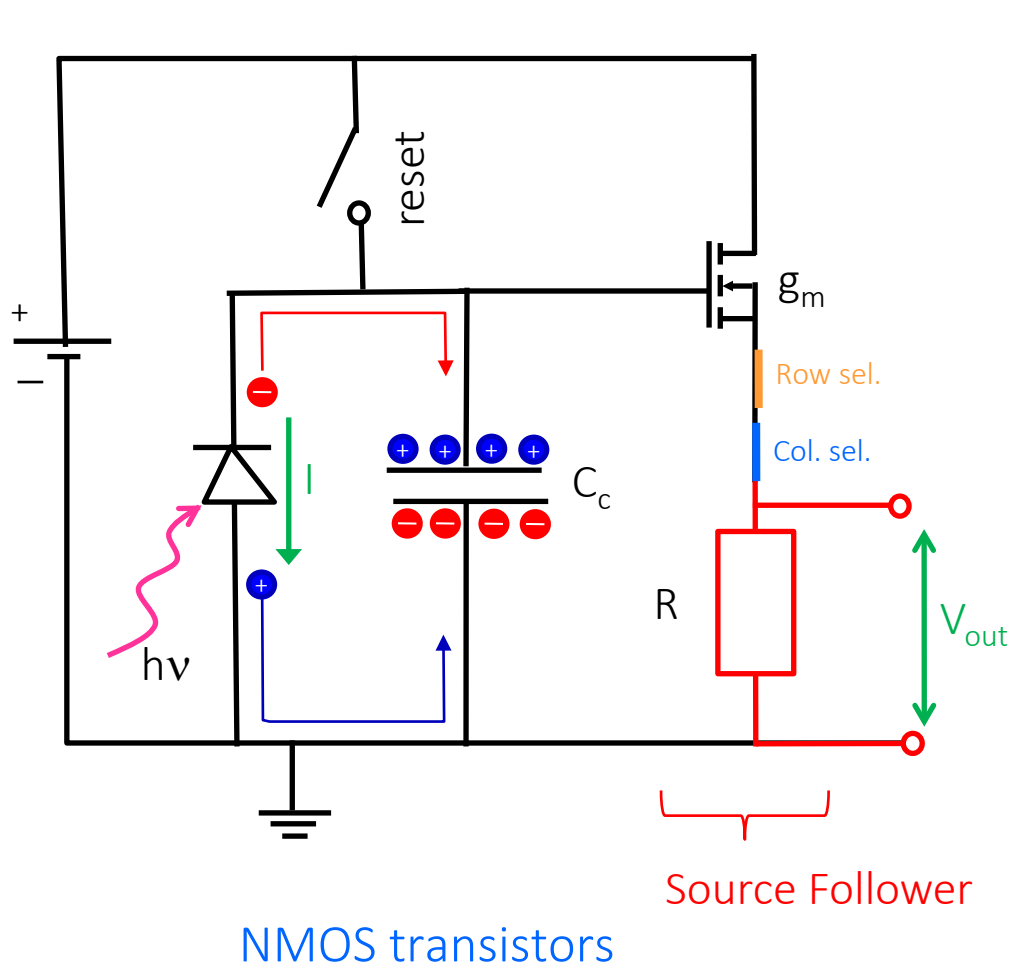 reset
+
−
g_m
Row sel.
Col. sel.
I
C_c
R
V_out
hν
Source Follower
NMOS transistors